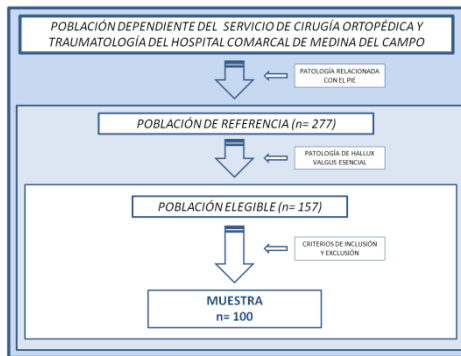 POBLACIÓN DEPENDIENTE DEL SERVICIO DE CIRUGÍA ORTOPÉDICA Y
TRAUMATOLOGÍA DEL HOSPITAL COMARCAL DE MEDINA DEL CAMPO
PATOLOGÍA RELACIONADA
CON EL PIE
POBLACIÓN DE REFERENCIA (n= 277)
PATOLOGÍA DE HALLUX
VALGUS ESENCIAL
POBLACIÓN ELEGIBLE (n= 157)
CRITERIOS DE INCLUSIÓN
Y EXCLUSIÓN
MUESTRA
n= 100